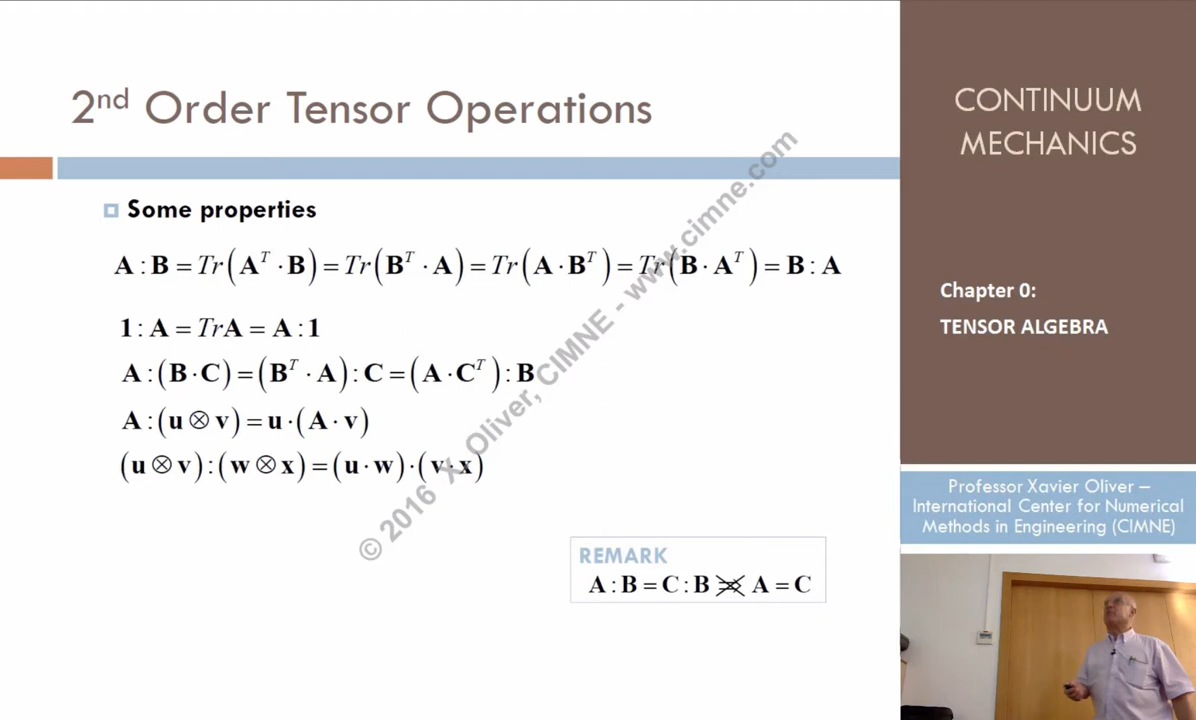 2nd Order Tensor Operations
Some properties
A : B = Tr(A^T · B) = Tr(B^T · A) = Tr(A · B^T) = Tr(B · A^T) = B : A
1 : A = TrA = A : 1
A : (B · C) = (B^T · A) : C = (A · C^T) : B
A : (u ⊗ v) = u · (A · v)
(u ⊗ v) : (w ⊗ x) = (u · w) · (v · x)
REMARK
A : B = C : B ⇏ A = C
© 2016 X. Oliver, CIMNE - www.cimne.com
CONTINUUM
MECHANICS
Chapter 0:
TENSOR ALGEBRA
Professor Xavier Oliver –
International Center for Numerical
Methods in Engineering (CIMNE)